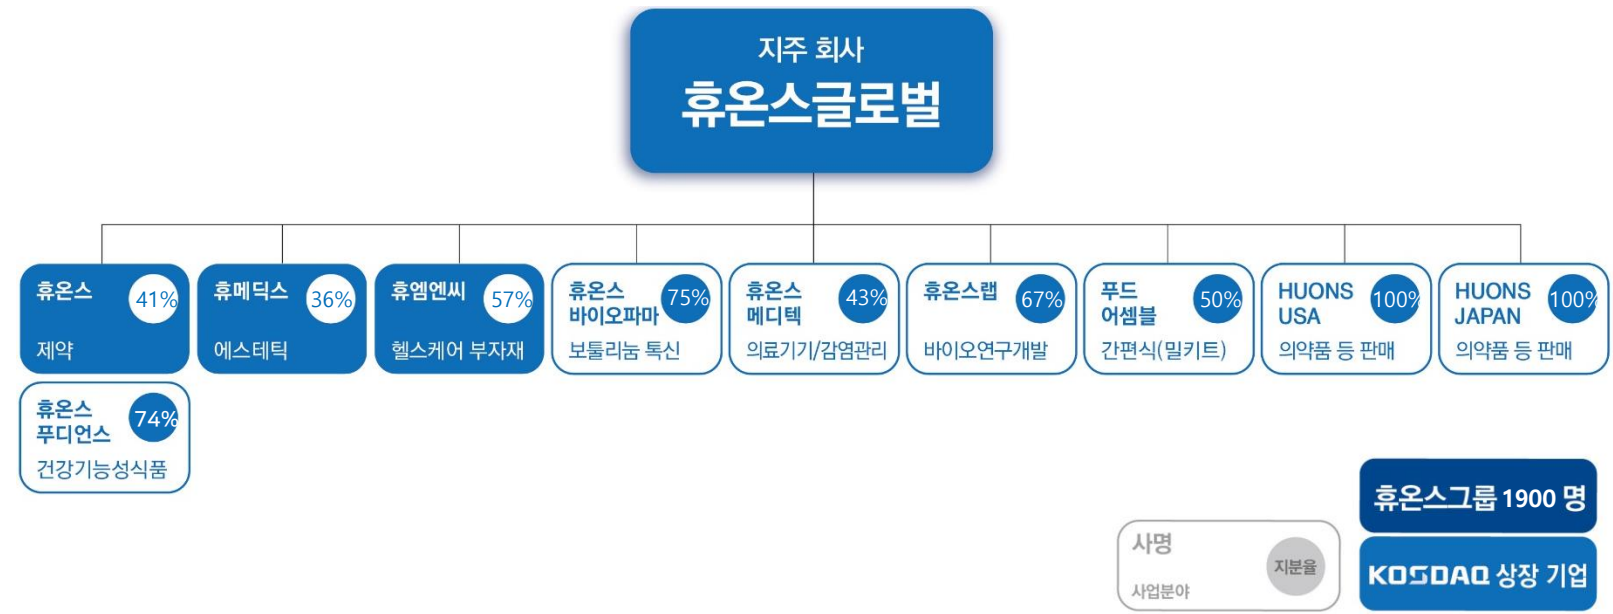 지주 회사
휴온스글로벌
휴온스
41%
제약
휴메딕스
36%
에스테틱
휴엠엔씨
57%
헬스케어 부자재
휴온스
바이오파마
75%
보툴리눔 톡신
휴온스
메디텍
43%
의료기기/감염관리
휴온스랩
67%
바이오연구개발
푸드
어셈블
50%
간편식(밀키트)
HUONS
USA
100%
의약품 등 판매
HUONS
JAPAN
100%
의약품 등 판매
휴온스
푸디언스
74%
건강기능성식품
사명
지분율
사업분야
휴온스그룹 1900 명
KOSDAQ 상장 기업